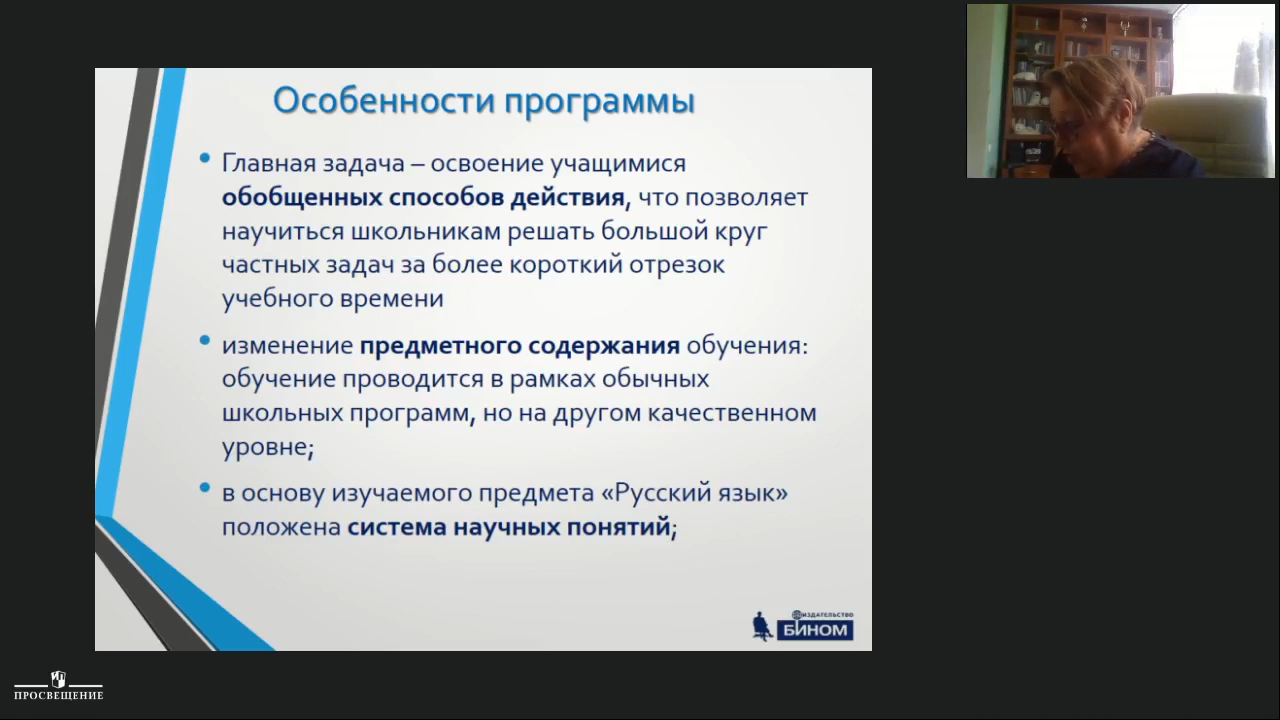 Особенности программы
Главная задача – освоение учащимися
обобщенных способов действия, что позволяет
научиться школьникам решать большой круг
частных задач за более короткий отрезок
учебного времени
изменение предметного содержания обучения:
обучение проводится в рамках обычных
школьных программ, но на другом качественном
уровне;
в основу изучаемого предмета «Русский язык»
положена система научных понятий;
ИЗДАТЕЛЬСТВО
БИНОМ
ПРОСВЕЩЕНИЕ